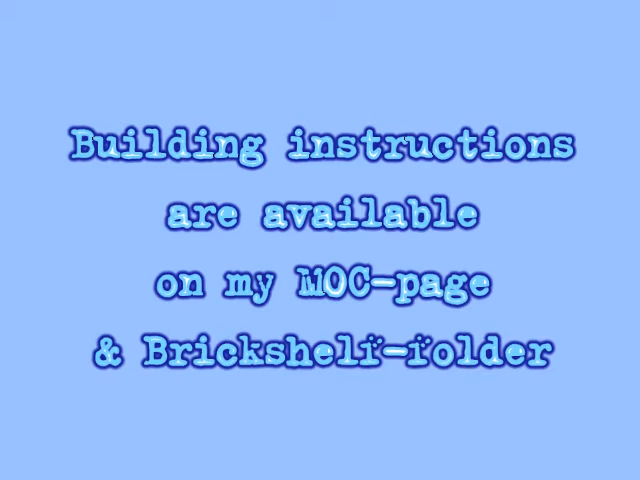 Building instructions
are available
on my MOC-page
& Brickshelf-folder